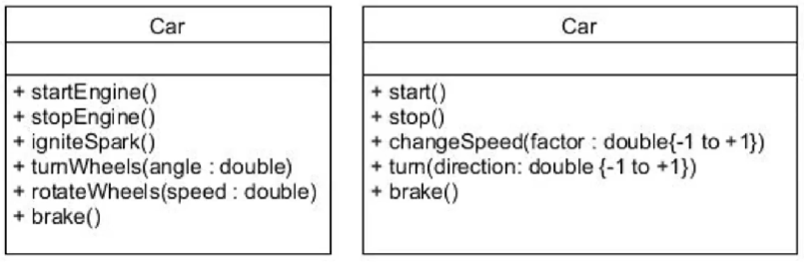 Car
+ startEngine()
+ stopEngine()
+ igniteSpark()
+ turnWheels(angle : double)
+ rotateWheels(speed : double)
+ brake()
Car
+ start()
+ stop()
+ changeSpeed(factor : double{-1 to +1})
+ turn(direction: double {-1 to +1})
+ brake()